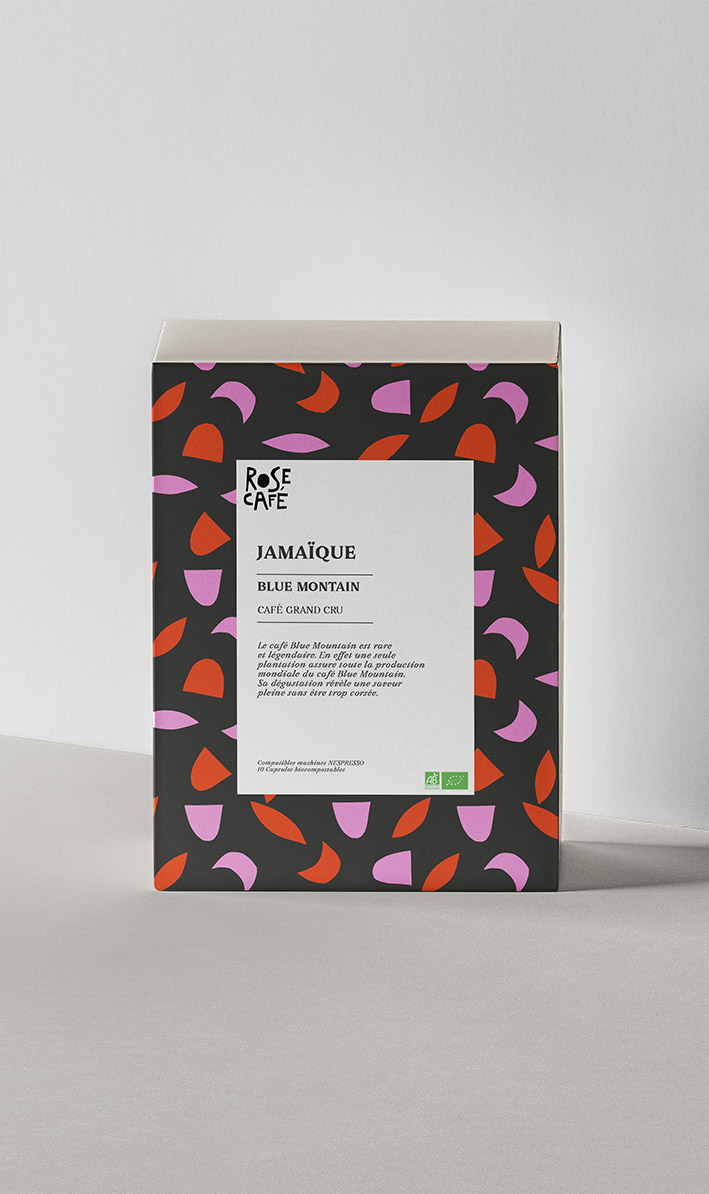 ROSE
CAFÉ
JAMAÏQUE
BLUE MONTAIN
CAFÉ GRAND CRU
Le café Blue Mountain est rare
et légendaire. En effet une seule
plantation assure toute la production
mondiale du café Blue Mountain.
Sa dégustation révèle une saveur
pleine sans être trop corsée.
Compatibles machines NESPRESSO
10 Capsules biocompostables
AB